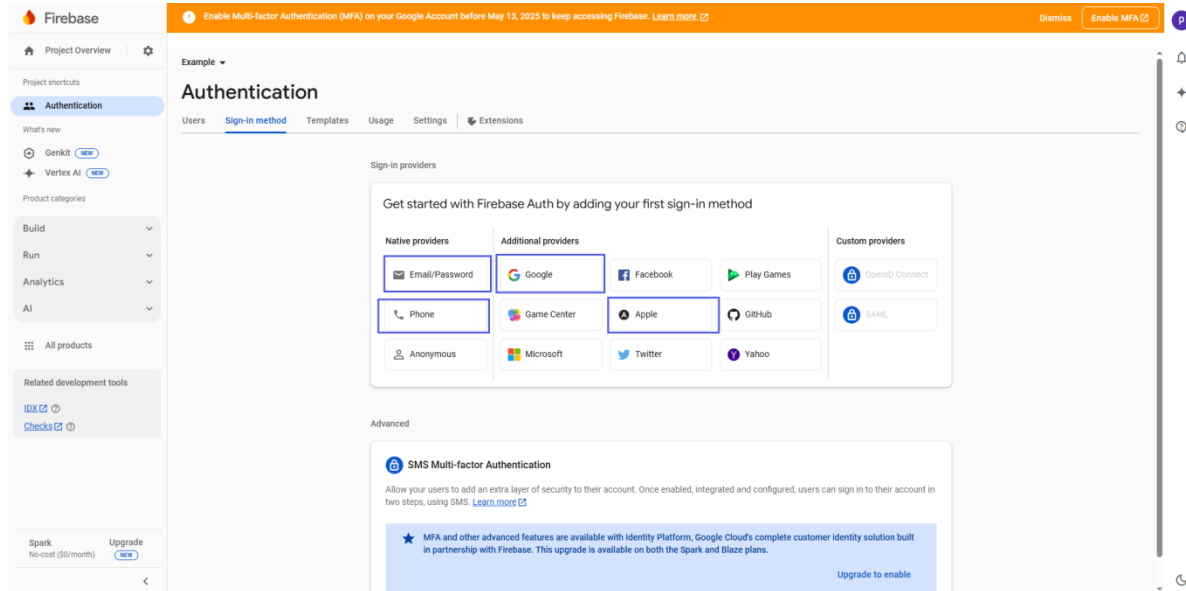 Firebase
Enable Multi-factor Authentication (MFA) on your Google Account before May 13, 2025 to keep accessing Firebase. Learn more
Dismiss
Enable MFA
P
Project Overview
Project shortcuts
Authentication
What's new
Genkit NEW
Vertex AI NEW
Product categories
Build
Run
Analytics
AI
All products
Related development tools
IDX
Checks
Spark
No-cost ($0/month)
Upgrade
NEW
Example
Authentication
Users Sign-in method Templates Usage Settings Extensions
Sign-in providers
Get started with Firebase Auth by adding your first sign-in method
Native providers Additional providers Custom providers
Email/Password Google Facebook Play Games OpenID Connect
Phone Game Center Apple GitHub SAML
Anonymous Microsoft Twitter Yahoo
Advanced
SMS Multi-factor Authentication
Allow your users to add an extra layer of security to their account. Once enabled, integrated and configured, users can sign in to their account in
two steps, using SMS. Learn more
MFA and other advanced features are available with Identity Platform, Google Cloud's complete customer identity solution built
in partnership with Firebase. This upgrade is available on both the Spark and Blaze plans.
Upgrade to enable